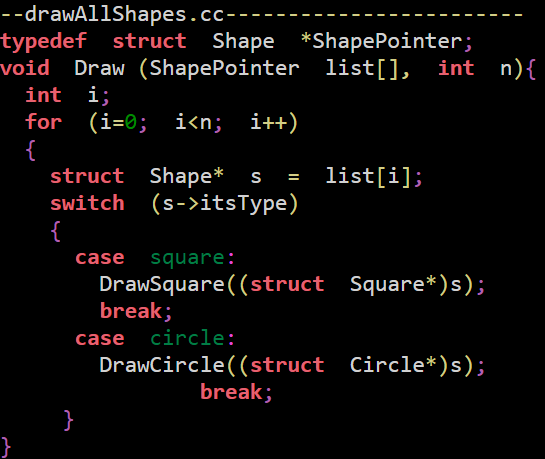 --drawAllShapes.cc------------------------
typedef struct Shape *ShapePointer;
void Draw (ShapePointer list[], int n){
  int i;
  for (i=0; i<n; i++)
  {
    struct Shape* s = list[i];
    switch (s->itsType)
    {
      case square:
        DrawSquare((struct Square*)s);
        break;
      case circle:
        DrawCircle((struct Circle*)s);
                break;
     }
}